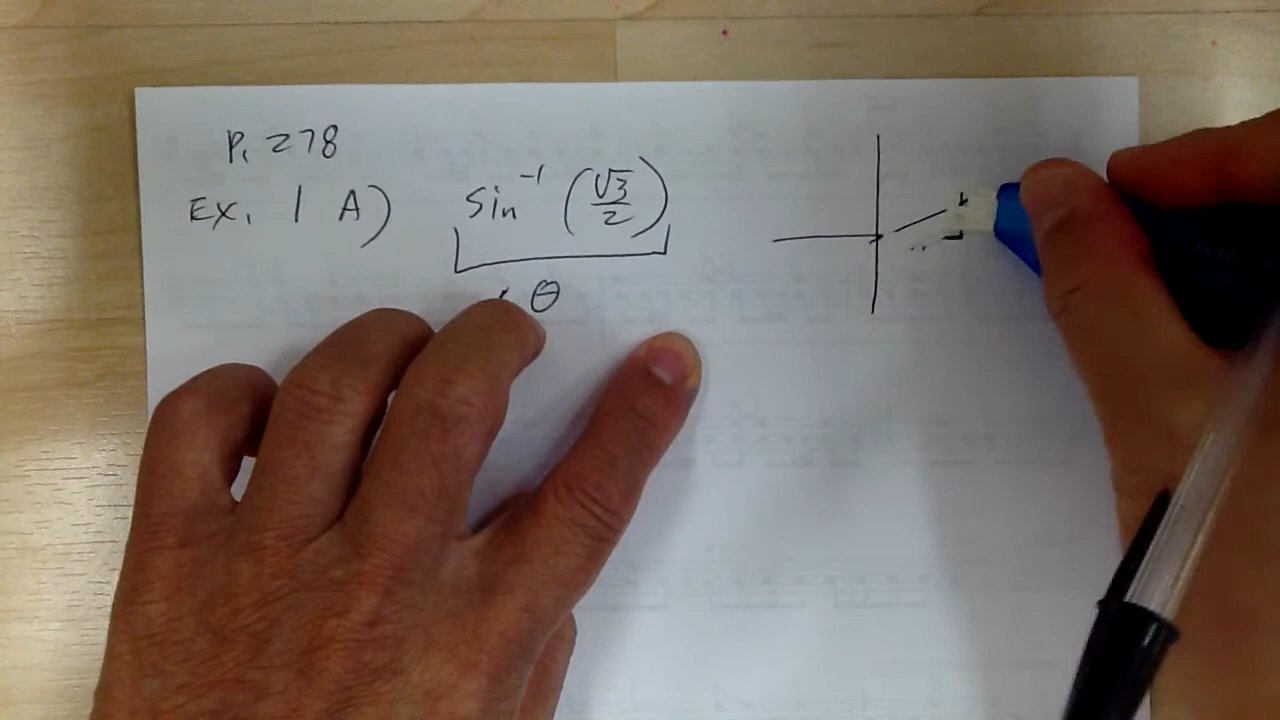 P. 278
Ex. 1 A) sin⁻¹ (√3/2)
θ